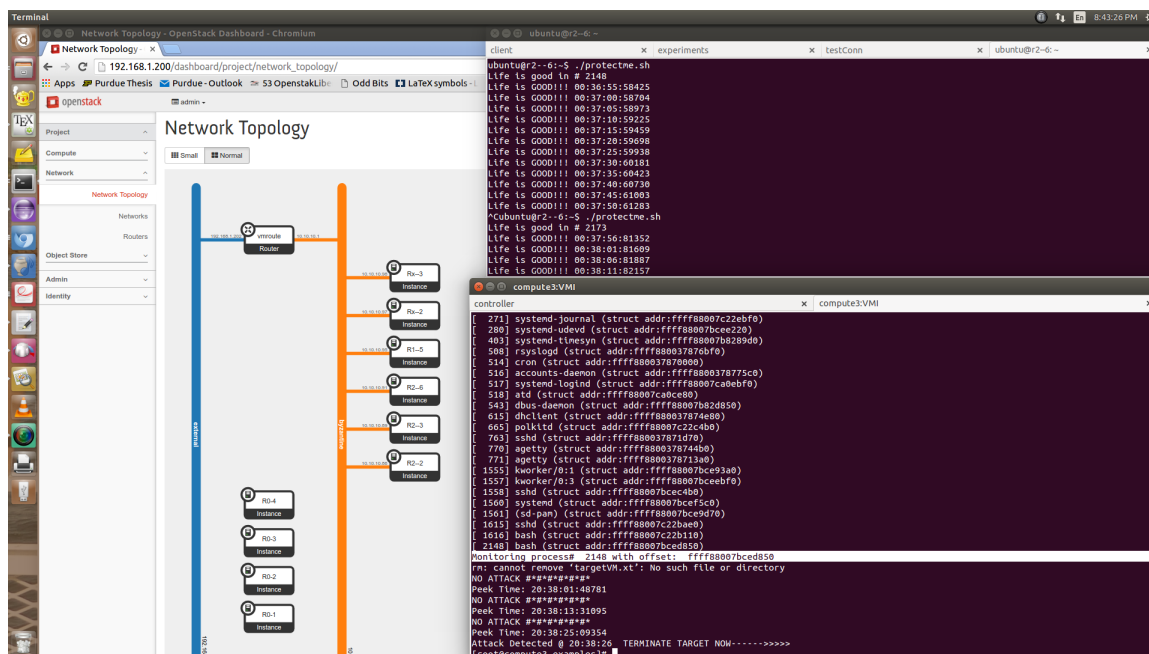 Terminal
En 8:43:26 PM
Network Topology - OpenStack Dashboard - Chromium
Network Topology -
192.168.1.200/dashboard/project/network_topology/
Apps Purdue Thesis Purdue-Outlook 53 OpenstakLibe Odd Bits LaTeX symbols - L
openstack admin
Project
Compute
Network
Network Topology
Networks
Routers
Object Store
Admin
Identity
Network Topology
Small Normal
external
byzantine
vmroute
Router
10.10.10.1
Rx--3
Instance
Rx--2
Instance
R1--5
Instance
R2--6
Instance
R2--3
Instance
R2--2
Instance
R0-4
Instance
R0-3
Instance
R0-2
Instance
R0-1
Instance
ubuntu@r2--6: ~
client experiments testConn ubuntu@r2--6: ~
ubuntu@r2--6:~$ ./protectme.sh
Life is good in # 2148
Life is GOOD!!! 00:36:55:58425
Life is GOOD!!! 00:37:00:58704
Life is GOOD!!! 00:37:05:58973
Life is GOOD!!! 00:37:10:59225
Life is GOOD!!! 00:37:15:59459
Life is GOOD!!! 00:37:20:59698
Life is GOOD!!! 00:37:25:59938
Life is GOOD!!! 00:37:30:60181
Life is GOOD!!! 00:37:35:60423
Life is GOOD!!! 00:37:40:60730
Life is GOOD!!! 00:37:45:61003
Life is GOOD!!! 00:37:50:61283
^Cubuntu@r2--6:~$ ./protectme.sh
Life is good in # 2173
Life is GOOD!!! 00:37:56:81352
Life is GOOD!!! 00:38:01:81609
Life is GOOD!!! 00:38:06:81887
Life is GOOD!!! 00:38:11:82157
compute3:VMI
controller compute3:VMI
[ 271] systemd-journal (struct addr:ffff88007c22ebf0)
[ 280] systemd-udevd (struct addr:ffff88007bcee220)
[ 403] systemd-timesyn (struct addr:ffff88007b8289d0)
[ 508] rsyslogd (struct addr:ffff880037876bf0)
[ 514] cron (struct addr:ffff880037870000)
[ 516] accounts-daemon (struct addr:ffff8800378775c0)
[ 517] systemd-logind (struct addr:ffff88007ca0ebf0)
[ 518] atd (struct addr:ffff88007ca0ce80)
[ 543] dbus-daemon (struct addr:ffff88007b82d850)
[ 615] dhclient (struct addr:ffff880037874e80)
[ 665] polkitd (struct addr:ffff88007c22c4b0)
[ 763] sshd (struct addr:ffff880037871d70)
[ 770] agetty (struct addr:ffff8800378744b0)
[ 771] agetty (struct addr:ffff8800378713a0)
[ 1555] kworker/0:1 (struct addr:ffff88007bce93a0)
[ 1557] kworker/0:3 (struct addr:ffff88007bceebf0)
[ 1558] sshd (struct addr:ffff88007bcec4b0)
[ 1560] systemd (struct addr:ffff88007bcef5c0)
[ 1561] (sd-pam) (struct addr:ffff88007bce9d70)
[ 1615] sshd (struct addr:ffff88007c22bae0)
[ 1616] bash (struct addr:ffff88007c22b110)
[ 2148] bash (struct addr:ffff88007bced850)
Monitoring process# 2148 with offset: ffff88007bced850
rm: cannot remove ‘targetVM.xt’: No such file or directory
NO ATTACK #*#*#*#*#*#*
Peek Time: 20:38:01:48781
NO ATTACK #*#*#*#*#*#*
Peek Time: 20:38:13:31095
NO ATTACK #*#*#*#*#*#*
Peek Time: 20:38:25:09354
Attack Detected @ 20:38:26 TERMINATE TARGET NOW------>>>>>
[root@compute3 examples]#